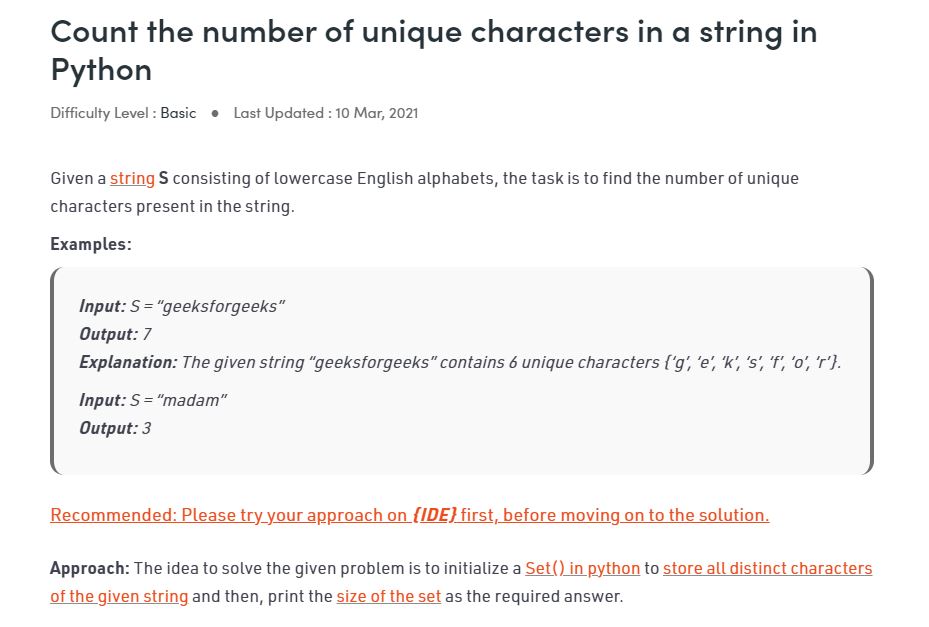 Count the number of unique characters in a string in
Python
Difficulty Level : Basic ● Last Updated : 10 Mar, 2021
Given a string S consisting of lowercase English alphabets, the task is to find the number of unique
characters present in the string.
Examples:
Input: S = “geeksforgeeks”
Output: 7
Explanation: The given string “geeksforgeeks” contains 6 unique characters {‘g’, ‘e’, ‘k’, ‘s’, ‘f’, ‘o’, ‘r’}.
Input: S = “madam”
Output: 3
Recommended: Please try your approach on {IDE} first, before moving on to the solution.
Approach: The idea to solve the given problem is to initialize a Set() in python to store all distinct characters
of the given string and then, print the size of the set as the required answer.